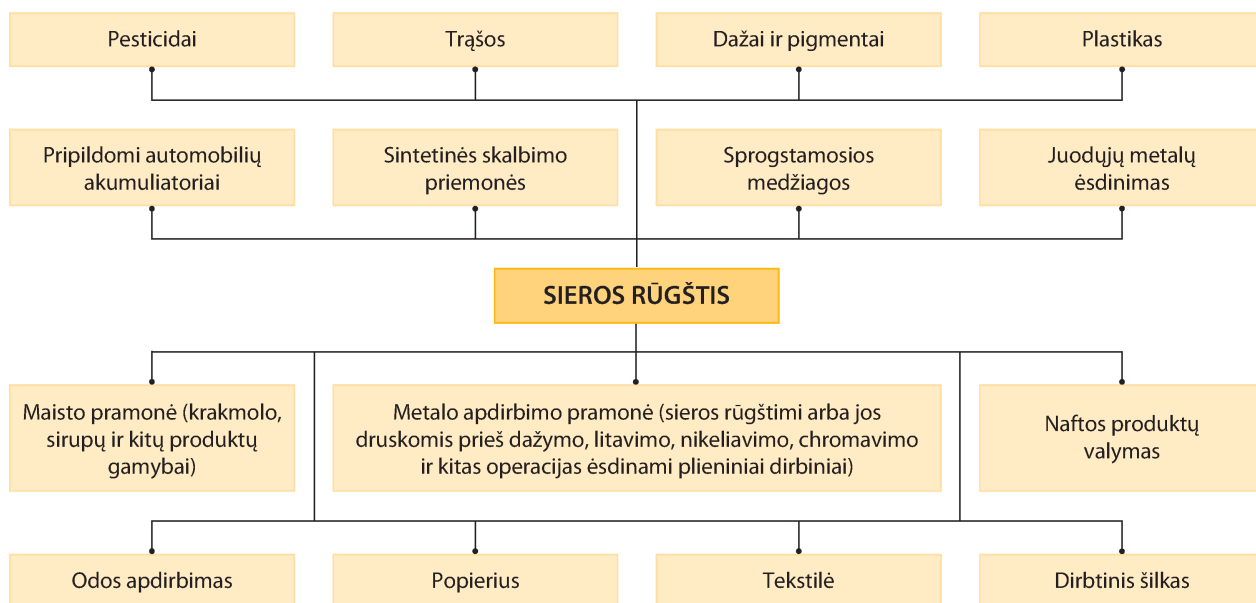 Pesticidai
Trąšos
Dažai ir pigmentai
Plastikas
Pripildomi automobilių
akumuliatoriai
Sintetinės skalbimo
priemonės
Sprogstamosios
medžiagos
Juodųjų metalų
ėsdinimas
SIEROS RŪGŠTIS
Maisto pramonė (krakmolo,
sirupų ir kitų produktų
gamybai)
Metalo apdirbimo pramonė (sieros rūgštimi arba jos
druskomis prieš dažymo, litavimo, nikeliavimo, chromavimo
ir kitas operacijas ėsdinami plieniniai dirbiniai)
Naftos produktų
valymas
Odos apdirbimas
Popierius
Tekstilė
Dirbtinis šilkas